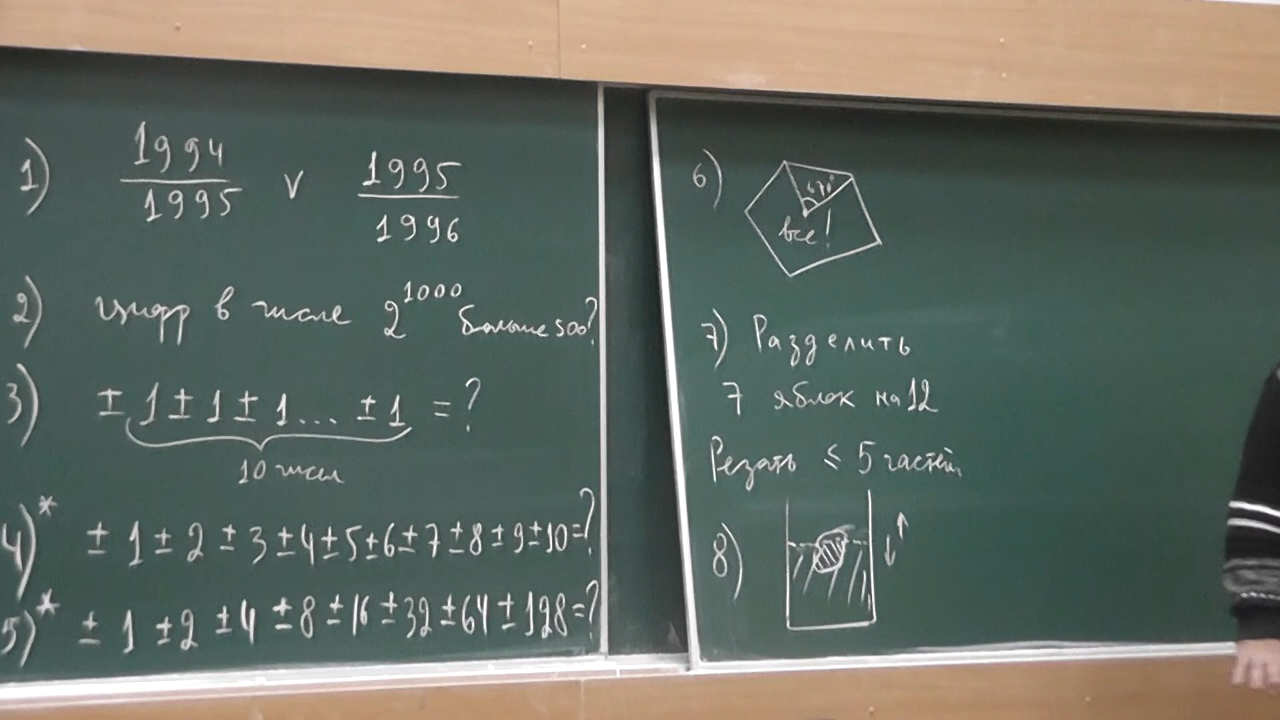 1) 1994/1995 ∨ 1995/1996
2) цифр в числе 2^1000 больше 500?
3) ± 1 ± 1 ± 1 ... ± 1 = ?
10 чисел
4)* ± 1 ± 2 ± 3 ± 4 ± 5 ± 6 ± 7 ± 8 ± 9 ± 10 = ?
5)* ± 1 ± 2 ± 4 ± 8 ± 16 ± 32 ± 64 ± 128 = ?
6)
все!
7) Разделить
7 яблок на 12
Резать ≤ 5 частей
8)